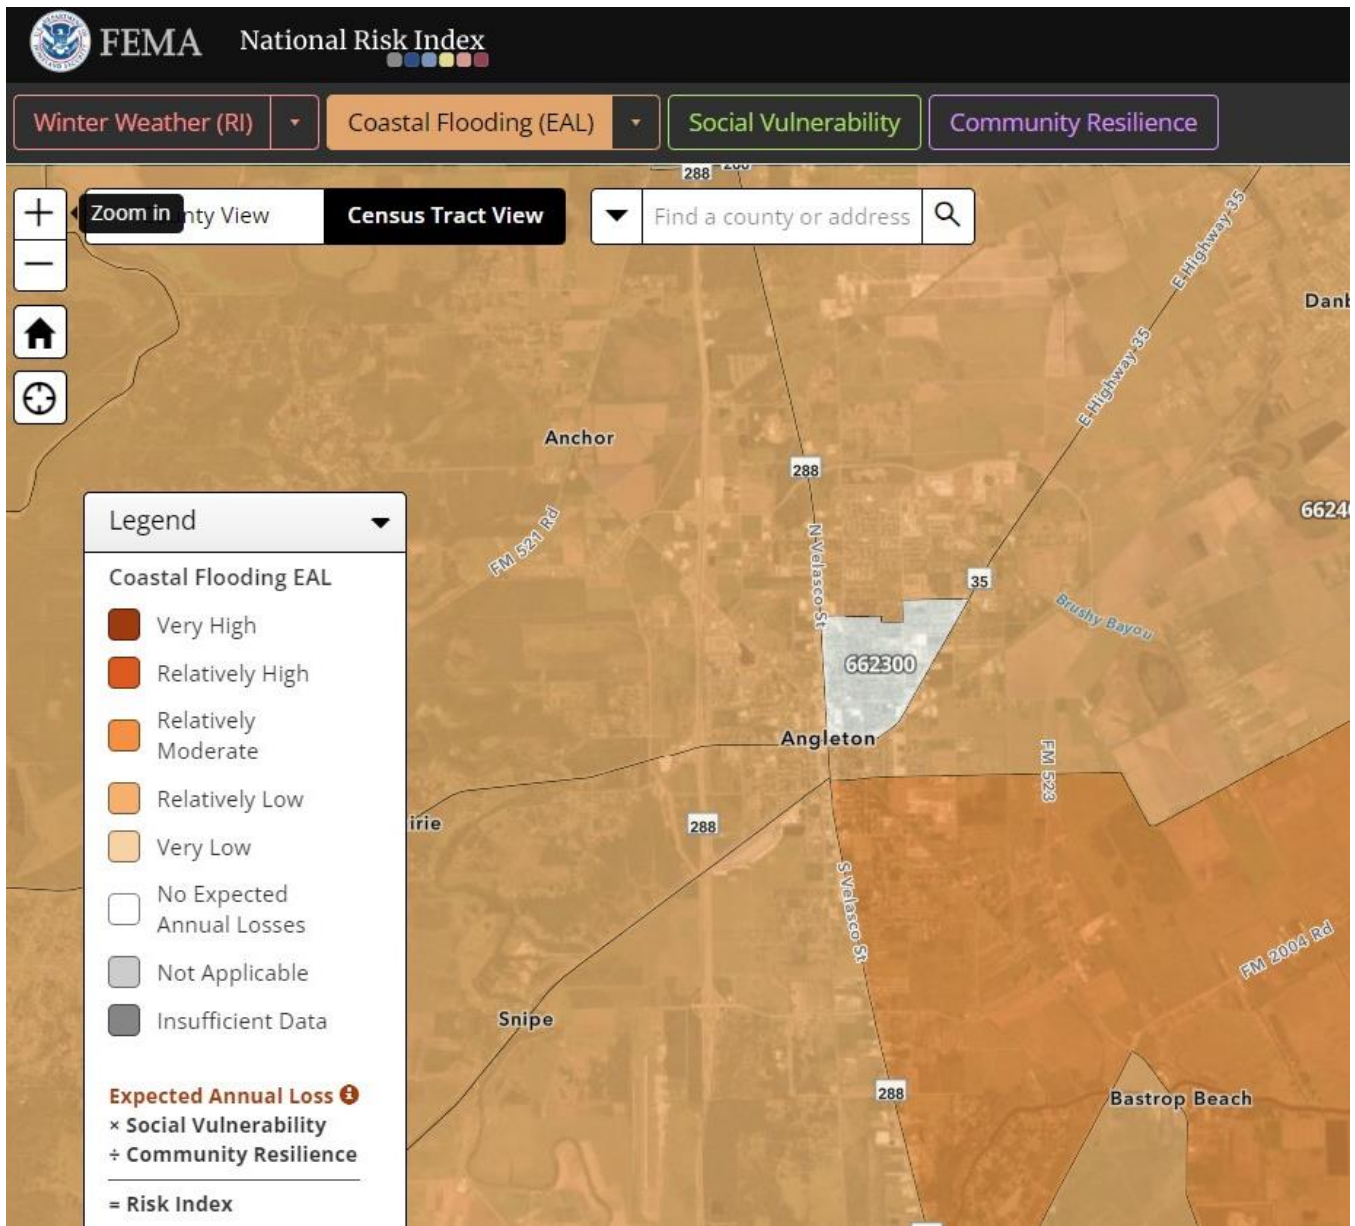 FEMA National Risk Index
Winter Weather (RI)
Coastal Flooding (EAL)
Social Vulnerability
Community Resilience
288
Zoom in
nty View
Census Tract View
Find a county or address
E Highway 35
Danb
E Highway 35
Anchor
288
66240
FM 521 Rd
N Velasco St
35
Brushy Bayou
662300
Angleton
FM 523
irie
288
S Velasco St
FM 2004 Rd
Snipe
288
Bastrop Beach
Legend
Coastal Flooding EAL
Very High
Relatively High
Relatively
Moderate
Relatively Low
Very Low
No Expected
Annual Losses
Not Applicable
Insufficient Data
Expected Annual Loss
× Social Vulnerability
÷ Community Resilience
= Risk Index